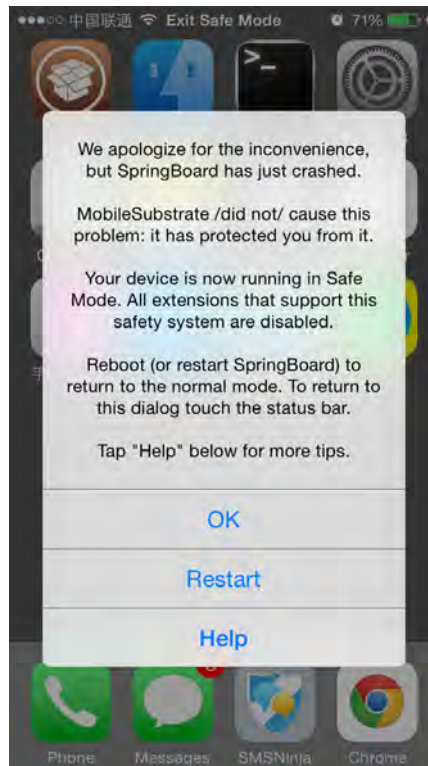 中国联通 Exit Safe Mode 71%
>_
We apologize for the inconvenience,
but SpringBoard has just crashed.
MobileSubstrate /did not/ cause this
problem: it has protected you from it.
Your device is now running in Safe
Mode. All extensions that support this
safety system are disabled.
Reboot (or restart SpringBoard) to
return to the normal mode. To return to
this dialog touch the status bar.
Tap "Help" below for more tips.
OK
Restart
Help
Phone Messages SMSNinja Chrome